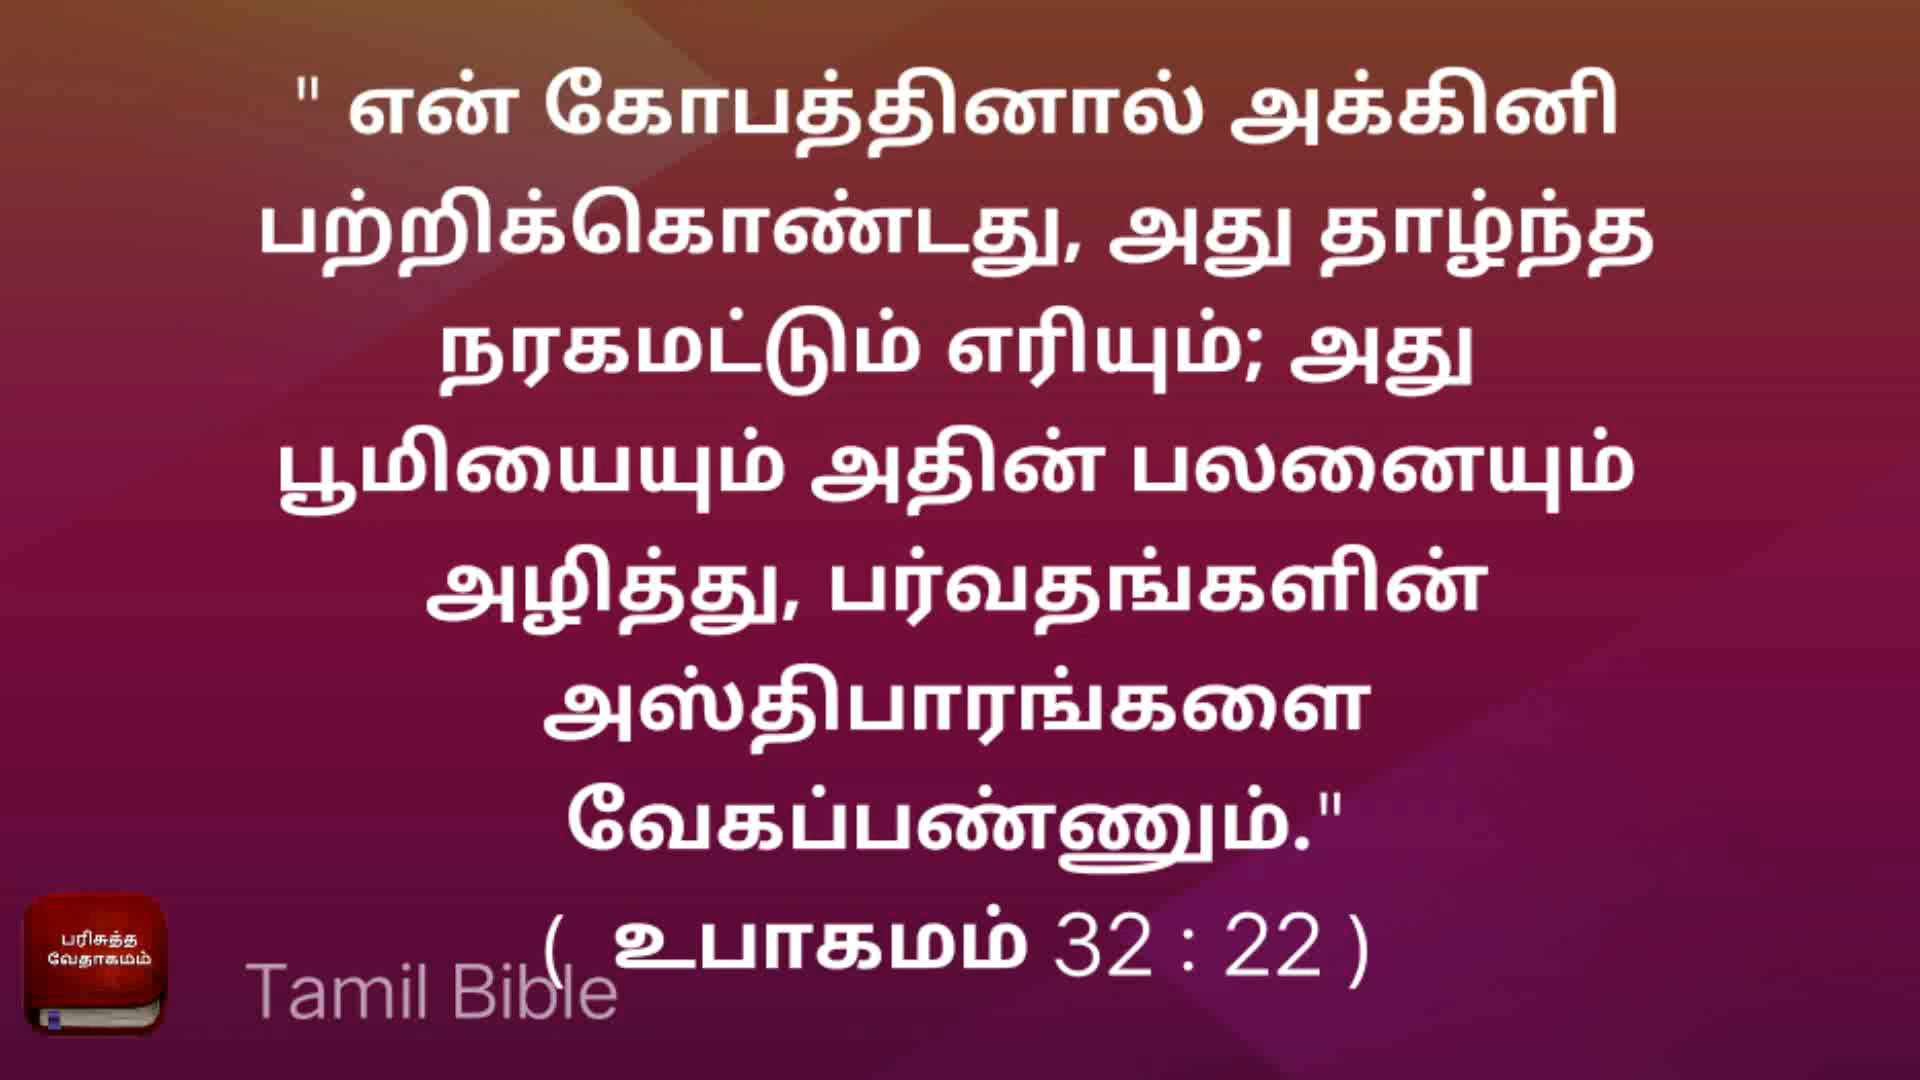 " என் கோபத்தினால் அக்கினி
பற்றிக்கொண்டது, அது தாழ்ந்த
நரகமட்டும் எரியும்; அது
பூமியையும் அதின் பலனையும்
அழித்து, பர்வதங்களின்
அஸ்திபாரங்களை
வேகப்பண்ணும்."
( உபாகமம் 32 : 22 )
பரிசுத்த
வேதாகமம்
Tamil Bible